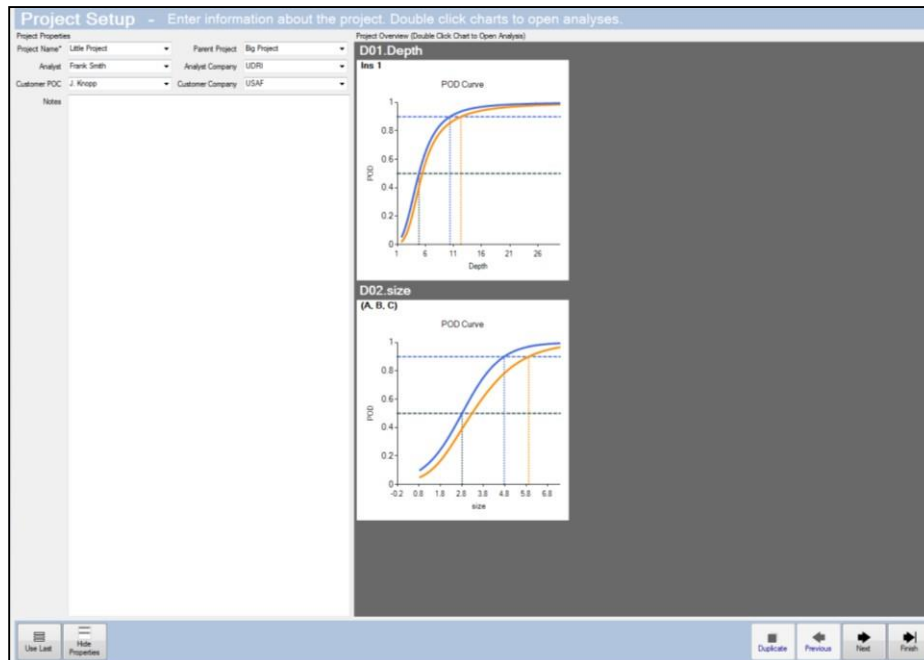 Project Setup - Enter information about the project. Double click charts to open analyses.
Project Properties
Project Name* Little Project Parent Project Big Project
Analyst Frank Smith Analyst Company UDRI
Customer POC J. Knopp Customer Company USAF
Notes
Project Overview (Double Click Chart to Open Analysis)
D01.Depth
Ins 1
POD Curve
1
0.8
0.6
0.4
0.2
0
POD
1 6 11 16 21 26
Depth
D02.size
(A, B, C)
POD Curve
1
0.8
0.6
0.4
0.2
0
POD
-0.2 0.8 1.8 2.8 3.8 4.8 5.8 6.8
size
Use Last
Hide
Properties
Duplicate
Previous
Next
Finish